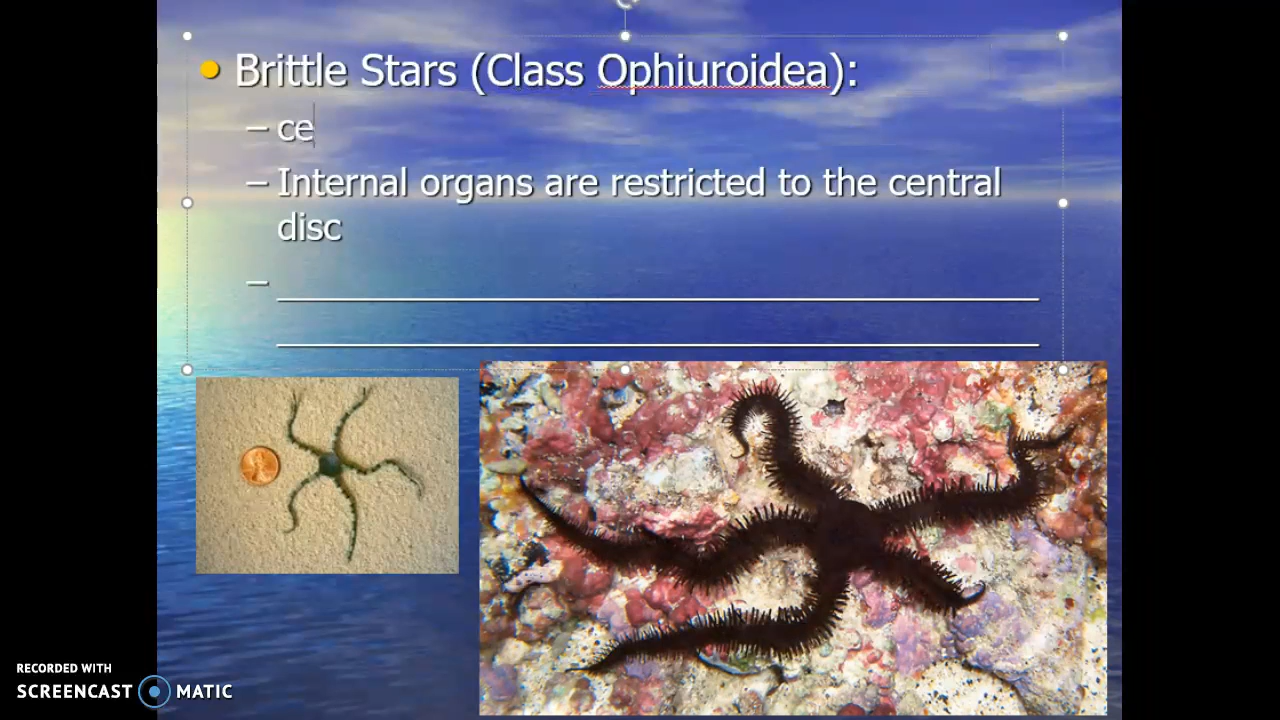 Brittle Stars (Class Ophiuroidea):
– ce
– Internal organs are restricted to the central
disc
–
RECORDED WITH
SCREENCAST MATIC